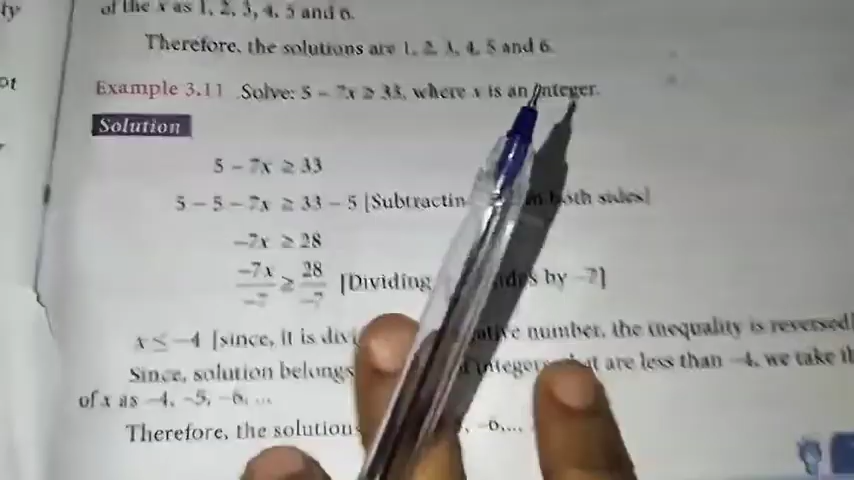 ty
of the x as 1, 2, 3, 4, 5 and 6.
Therefore, the solutions are 1, 2, 3, 4, 5 and 6.
ot
Example 3.11 Solve: 5 − 7x ≥ 33, where x is an integer.
Solution
5 − 7x ≥ 33
5 − 5 − 7x ≥ 33 − 5 [Subtractin both sides]
−7x ≥ 28
−7x/−7 ≥ 28/−7 [Dividing by −7]
x ≤ −4 [since, it is number, the inequality is reversed]
Since, solution belongs are less than −4, we take th
of x as −4, −5, −6, ...
Therefore, the solution −6,...